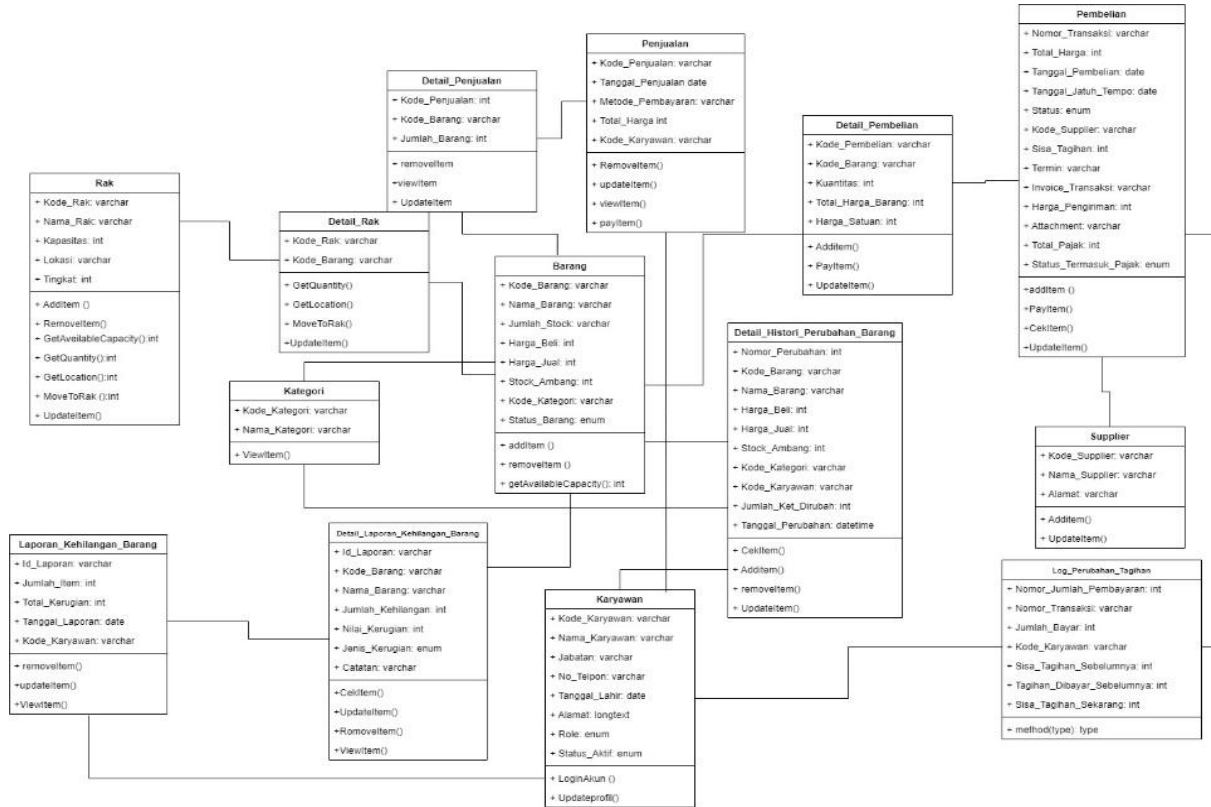 Pembelian
+ Nomor_Transaksi: varchar
+ Total_Harga: int
+ Tanggal_Pembelian: date
+ Tanggal_Jatuh_Tempo: date
+ Status: enum
+ Kode_Supplier: varchar
+ Sisa_Tagihan: int
+ Termin: varchar
+ Invoice_Transaksi: varchar
+ Harga_Pengiriman: int
+ Attachment: varchar
+ Total_Pajak: int
+ Status_Termasuk_Pajak: enum
+addItem ()
+PayItem()
+CekItem()
+UpdateItem()
Penjualan
+ Kode_Penjualan: varchar
+ Tanggal_Penjualan date
+ Metode_Pembayaran: varchar
+ Total_Harga int
+ Kode_Karyawan: varchar
+ RemoveItem()
+ updateItem()
+ viewItem()
+ payItem()
Detail_Penjualan
+ Kode_Penjualan: int
+ Kode_Barang: varchar
+ Jumlah_Barang: int
+ removeItem
+viewItem
+ UpdateItem
Detail_Pembelian
+ Kode_Pembelian: varchar
+ Kode_Barang: varchar
+ Kuantitas: int
+ Total_Harga_Barang: int
+ Harga_Satuan: int
+ AddItem()
+ PayItem()
+ UpdateItem()
Rak
+ Kode_Rak: varchar
+ Nama_Rak: varchar
+ Kapasitas: int
+ Lokasi: varchar
+ Tingkat: int
+ AddItem ()
+ RemoveItem()
+ GetAveilableCapacity():int
+ GetQuantity():int
+ GetLocation():int
+ MoveToRak ():int
+ UpdateItem()
Detail_Rak
+ Kode_Rak: varchar
+ Kode_Barang: varchar
+ GetQuantity()
+ GetLocation()
+ MoveToRak()
+UpdateItem()
Barang
+ Kode_Barang: varchar
+ Nama_Barang: varchar
+ Jumlah_Stock: varchar
+ Harga_Beli: int
+ Harga_Jual: int
+ Stock_Ambang: int
+ Kode_Kategori: varchar
+ Status_Barang: enum
+ addItem ()
+ removeItem ()
+ getAvailableCapacity(): int
Detail_Histori_Perubahan_Barang
+ Nomor_Perubahan: int
+ Kode_Barang: varchar
+ Nama_Barang: varchar
+ Harga_Beli: int
+ Harga_Jual: int
+ Stock_Ambang: int
+ Kode_Kategori: varchar
+ Kode_Karyawan: varchar
+ Jumlah_Ket_Dirubah: int
+ Tanggal_Perubahan: datetime
+ CekItem()
+ AddItem()
+ removeItem()
+ UpdateItem()
Kategori
+ Kode_Kategori: varchar
+ Nama_Kategori: varchar
+ ViewItem()
Supplier
+ Kode_Supplier: varchar
+ Nama_Supplier: varchar
+ Alamat: varchar
+ AddItem()
+ UpdateItem()
Laporan_Kehilangan_Barang
+ Id_Laporan: varchar
+ Jumlah_Item: int
+ Total_Kerugian: int
+ Tanggal_Laporan: date
+ Kode_Karyawan: varchar
+ removeItem()
+updateItem()
+ViewItem()
Detail_Laporan_Kehilangan_Barang
+ Id_Laporan: varchar
+ Kode_Barang: varchar
+ Nama_Barang: varchar
+ Jumlah_Kehilangan: int
+ Nilai_Kerugian: int
+ Jenis_Kerugian: enum
+ Catatan: varchar
+CekItem()
+UpdateItem()
+RomoveItem()
+ViewItem()
Karyawan
+ Kode_Karyawan: varchar
+ Nama_Karyawan: varchar
+ Jabatan: varchar
+ No_Telpon: varchar
+ Tanggal_Lahir: date
+ Alamat: longtext
+ Role: enum
+ Status_Aktif: enum
+ LoginAkun ()
+ Updateprofil()
Log_Perubahan_Tagihan
+ Nomor_Jumlah_Pembayaran: int
+ Nomor_Transaksi: varchar
+ Jumlah_Bayar: int
+ Kode_Karyawan: varchar
+ Sisa_Tagihan_Sebelumnya: int
+ Tagihan_Dibayar_Sebelumnya: int
+ Sisa_Tagihan_Sekarang: int
+ method(type): type